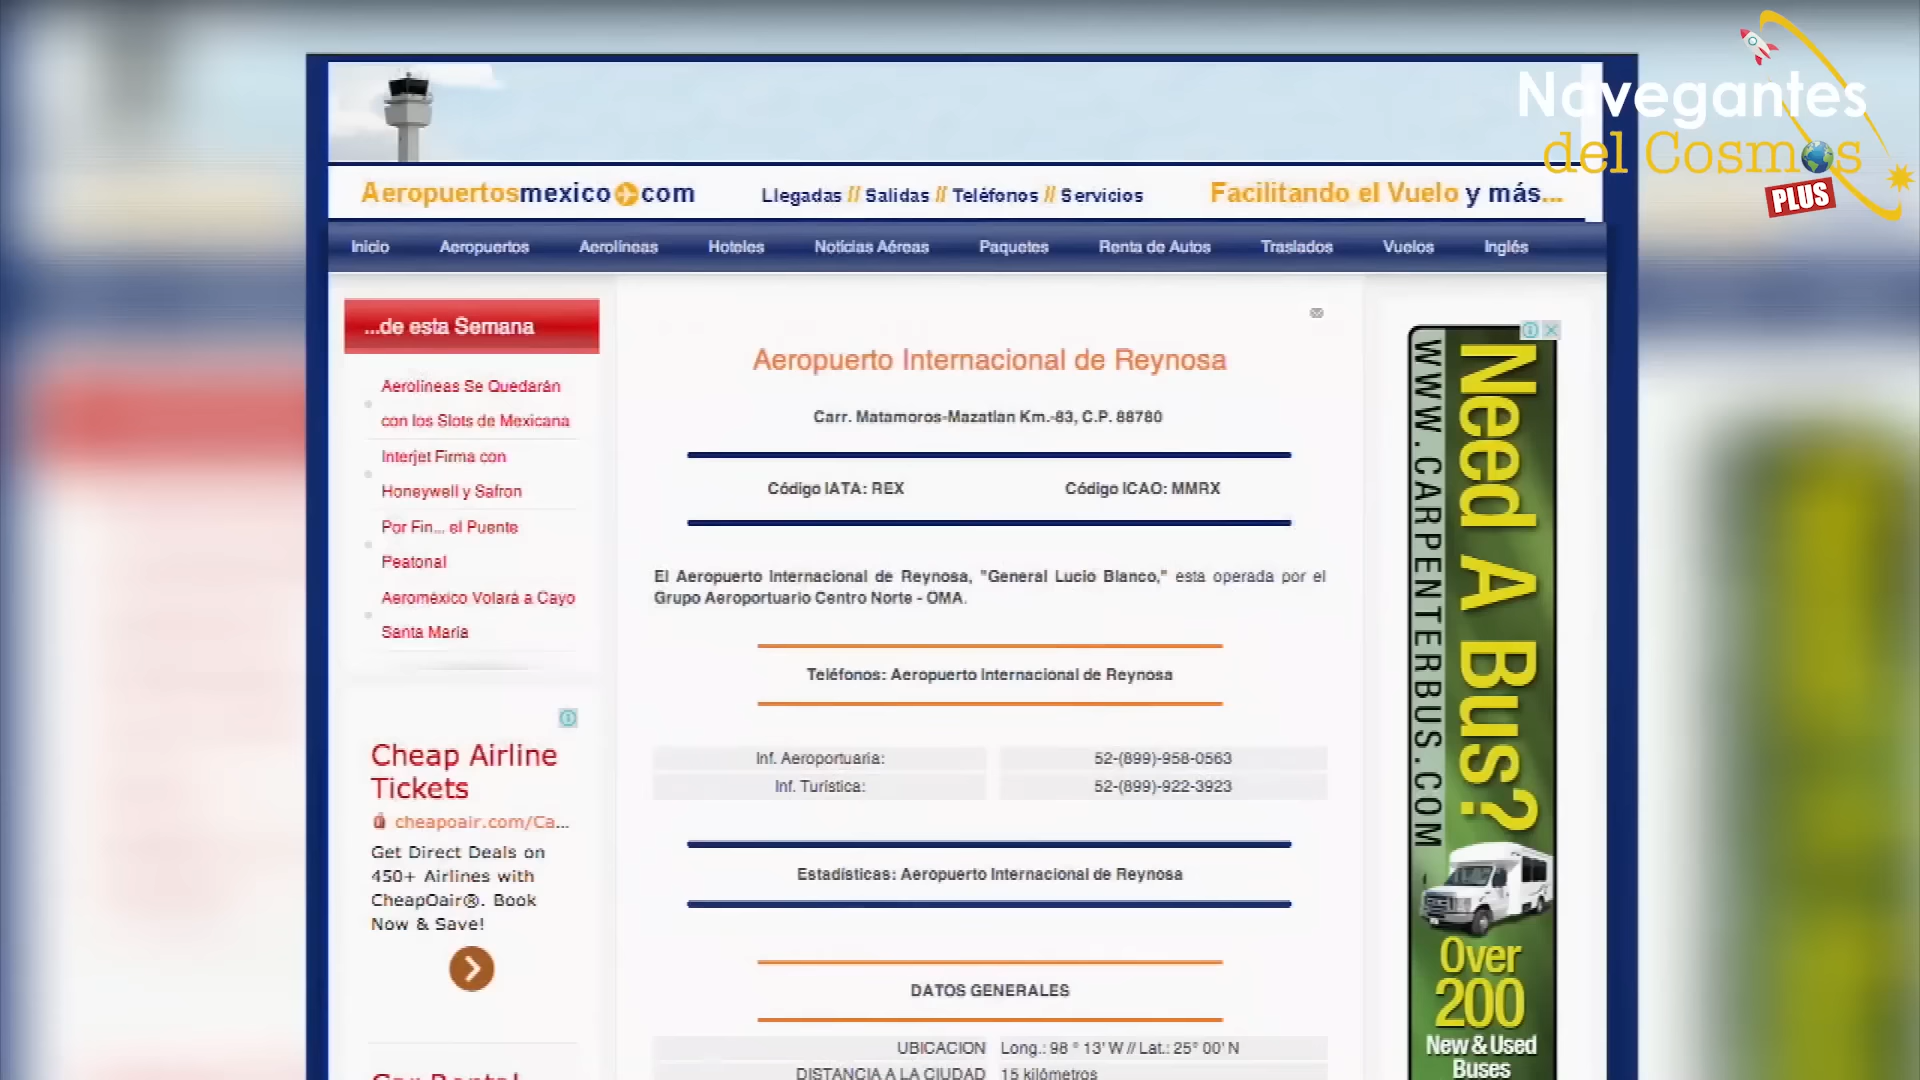 Navegantes
del Cosmos
PLUS
Aeropuertosmexico.com
Llegadas // Salidas // Teléfonos // Servicios
Facilitando el Vuelo y más...
Inicio Aeropuertos Aerolíneas Hoteles Noticias Aéreas Paquetes Renta de Autos Traslados Vuelos Inglés
...de esta Semana
Aerolíneas Se Quedarán
con los Slots de Mexicana
Interjet Firma con
Honeywell y Safron
Por Fin... el Puente
Peatonal
Aeroméxico Volará a Cayo
Santa Maria
Cheap Airline
Tickets
cheapoair.com/Ca...
Get Direct Deals on
450+ Airlines with
CheapOair®. Book
Now & Save!
Aeropuerto Internacional de Reynosa
Carr. Matamoros-Mazatlan Km.-83, C.P. 88780
Código IATA: REX Código ICAO: MMRX
El Aeropuerto Internacional de Reynosa, "General Lucio Blanco," esta operada por el
Grupo Aeroportuario Centro Norte - OMA.
Teléfonos: Aeropuerto Internacional de Reynosa
Inf. Aeroportuaria: 52-(899)-958-0563
Inf. Turística: 52-(899)-922-3923
Estadísticas: Aeropuerto Internacional de Reynosa
DATOS GENERALES
UBICACION Long.: 98 ° 13' W // Lat.: 25° 00' N
DISTANCIA A LA CIUDAD 15 kilómetros
Need A Bus?
WWW.CARPENTERBUS.COM
Over
200
New & Used
Buses